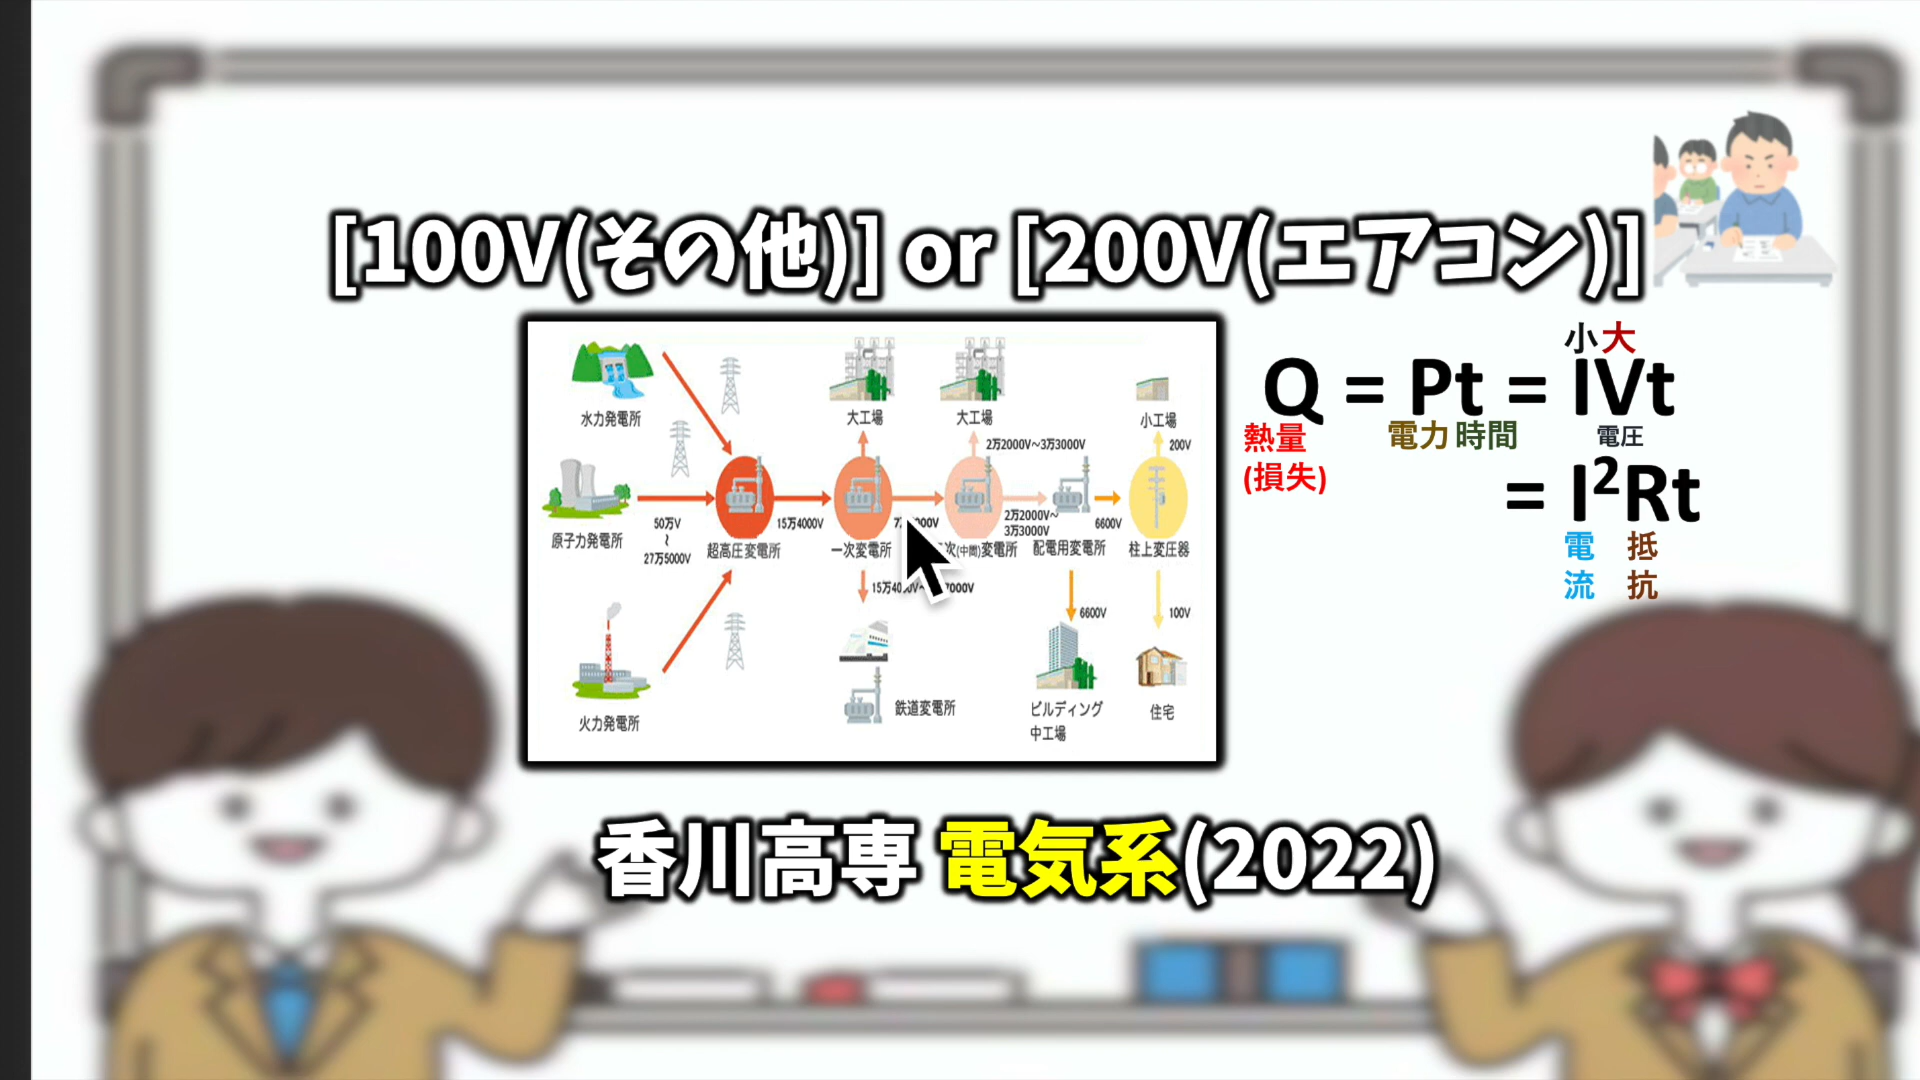 [100V(その他)] or [200V(エアコン)]
水力発電所
大工場
大工場
小工場
2万2000V～3万3000V
200V
原子力発電所
50万V
～
27万5000V
超高圧変電所
15万4000V
一次変電所
次(中間)変電所
2万2000V～
3万3000V
配電用変電所
6600V
柱上変圧器
6600V
100V
火力発電所
鉄道変電所
ビルディング
中工場
住宅
小大
Q = Pt = IVt
熱量
(損失)
電力 時間
電圧
= I²Rt
電流
抵抗
香川高専 電気系(2022)